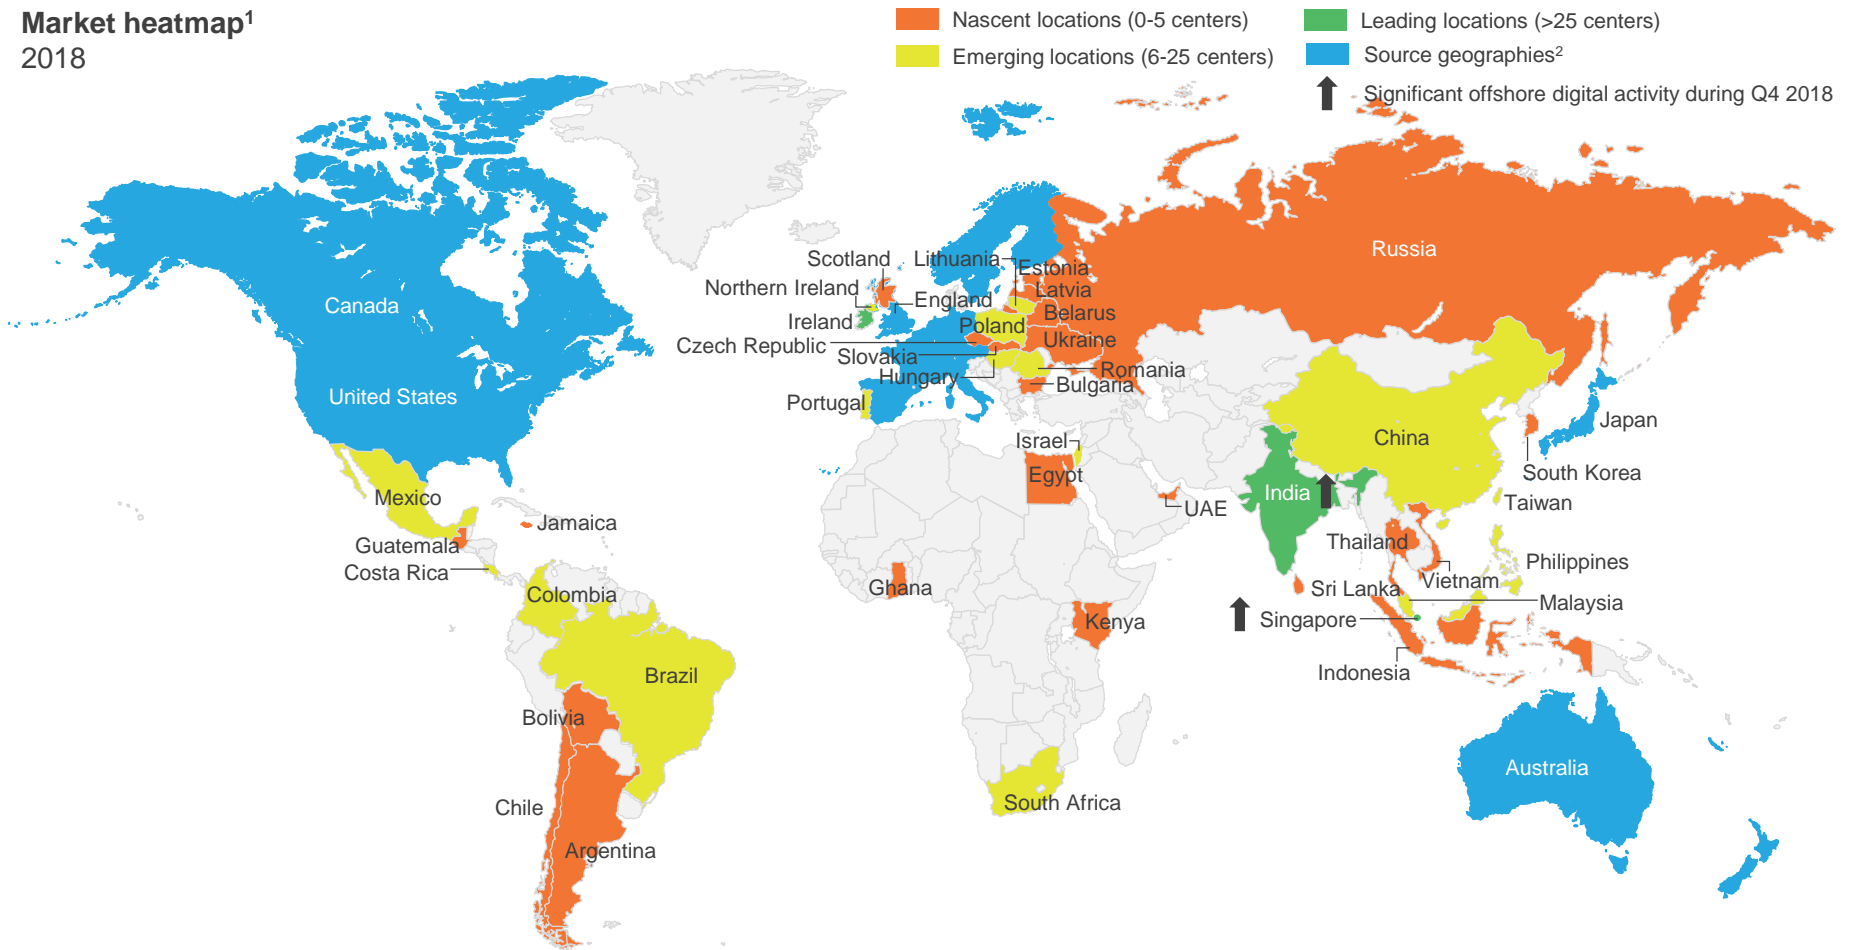 Market heatmap¹
2018
Nascent locations (0-5 centers)
Emerging locations (6-25 centers)
Leading locations (>25 centers)
Source geographies²
Significant offshore digital activity during Q4 2018
Canada
United States
Mexico
Jamaica
Guatemala
Costa Rica
Colombia
Brazil
Bolivia
Chile
Argentina
Scotland
Lithuania
Estonia
Northern Ireland
Latvia
England
Ireland
Belarus
Poland
Czech Republic
Ukraine
Slovakia
Hungary
Romania
Bulgaria
Portugal
Russia
Israel
Egypt
UAE
Ghana
Kenya
South Africa
India
China
Japan
South Korea
Taiwan
Thailand
Vietnam
Philippines
Sri Lanka
Malaysia
Singapore
Indonesia
Australia